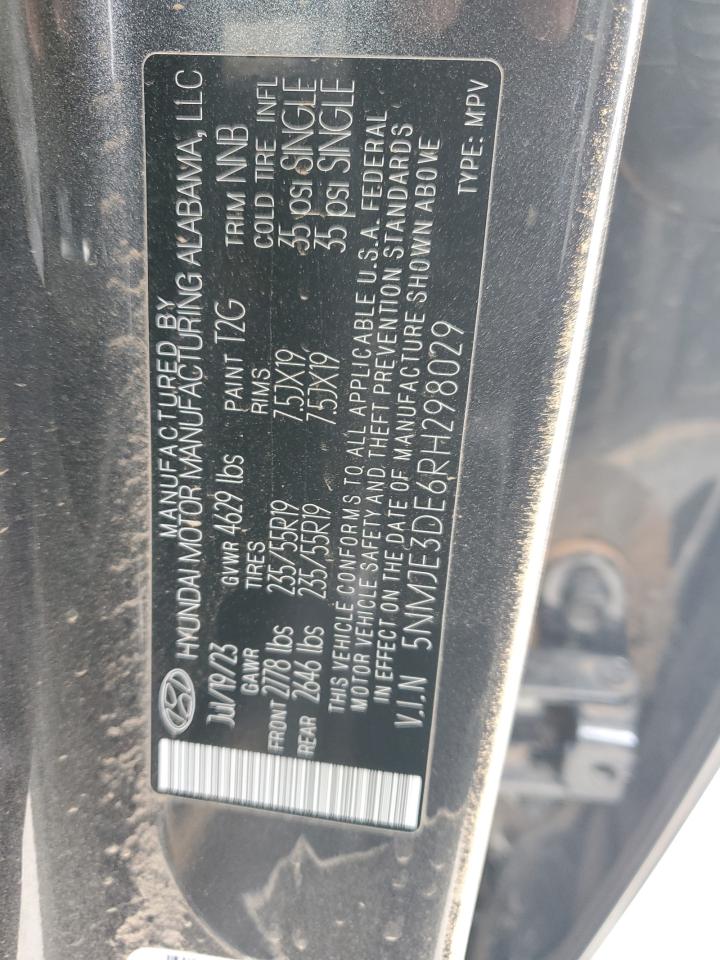 MANUFACTURED BY
HYUNDAI MOTOR MANUFACTURING ALABAMA, LLC
Jul/19/23 GVWR 4629 lbs PAINT T2G TRIM NNB
GAWR TIRES RIMS COLD TIRE INFL
FRONT 2778 lbs 235/55R19 7.5JX19 35 psi SINGLE
REAR 2646 lbs 235/55R19 7.5JX19 35 psi SINGLE
THIS VEHICLE CONFORMS TO ALL APPLICABLE U.S.A. FEDERAL
MOTOR VEHICLE SAFETY AND THEFT PREVENTION STANDARDS
IN EFFECT ON THE DATE OF MANUFACTURE SHOWN ABOVE
V.I.N 5NMJE3DE6RH298029
TYPE: MPV